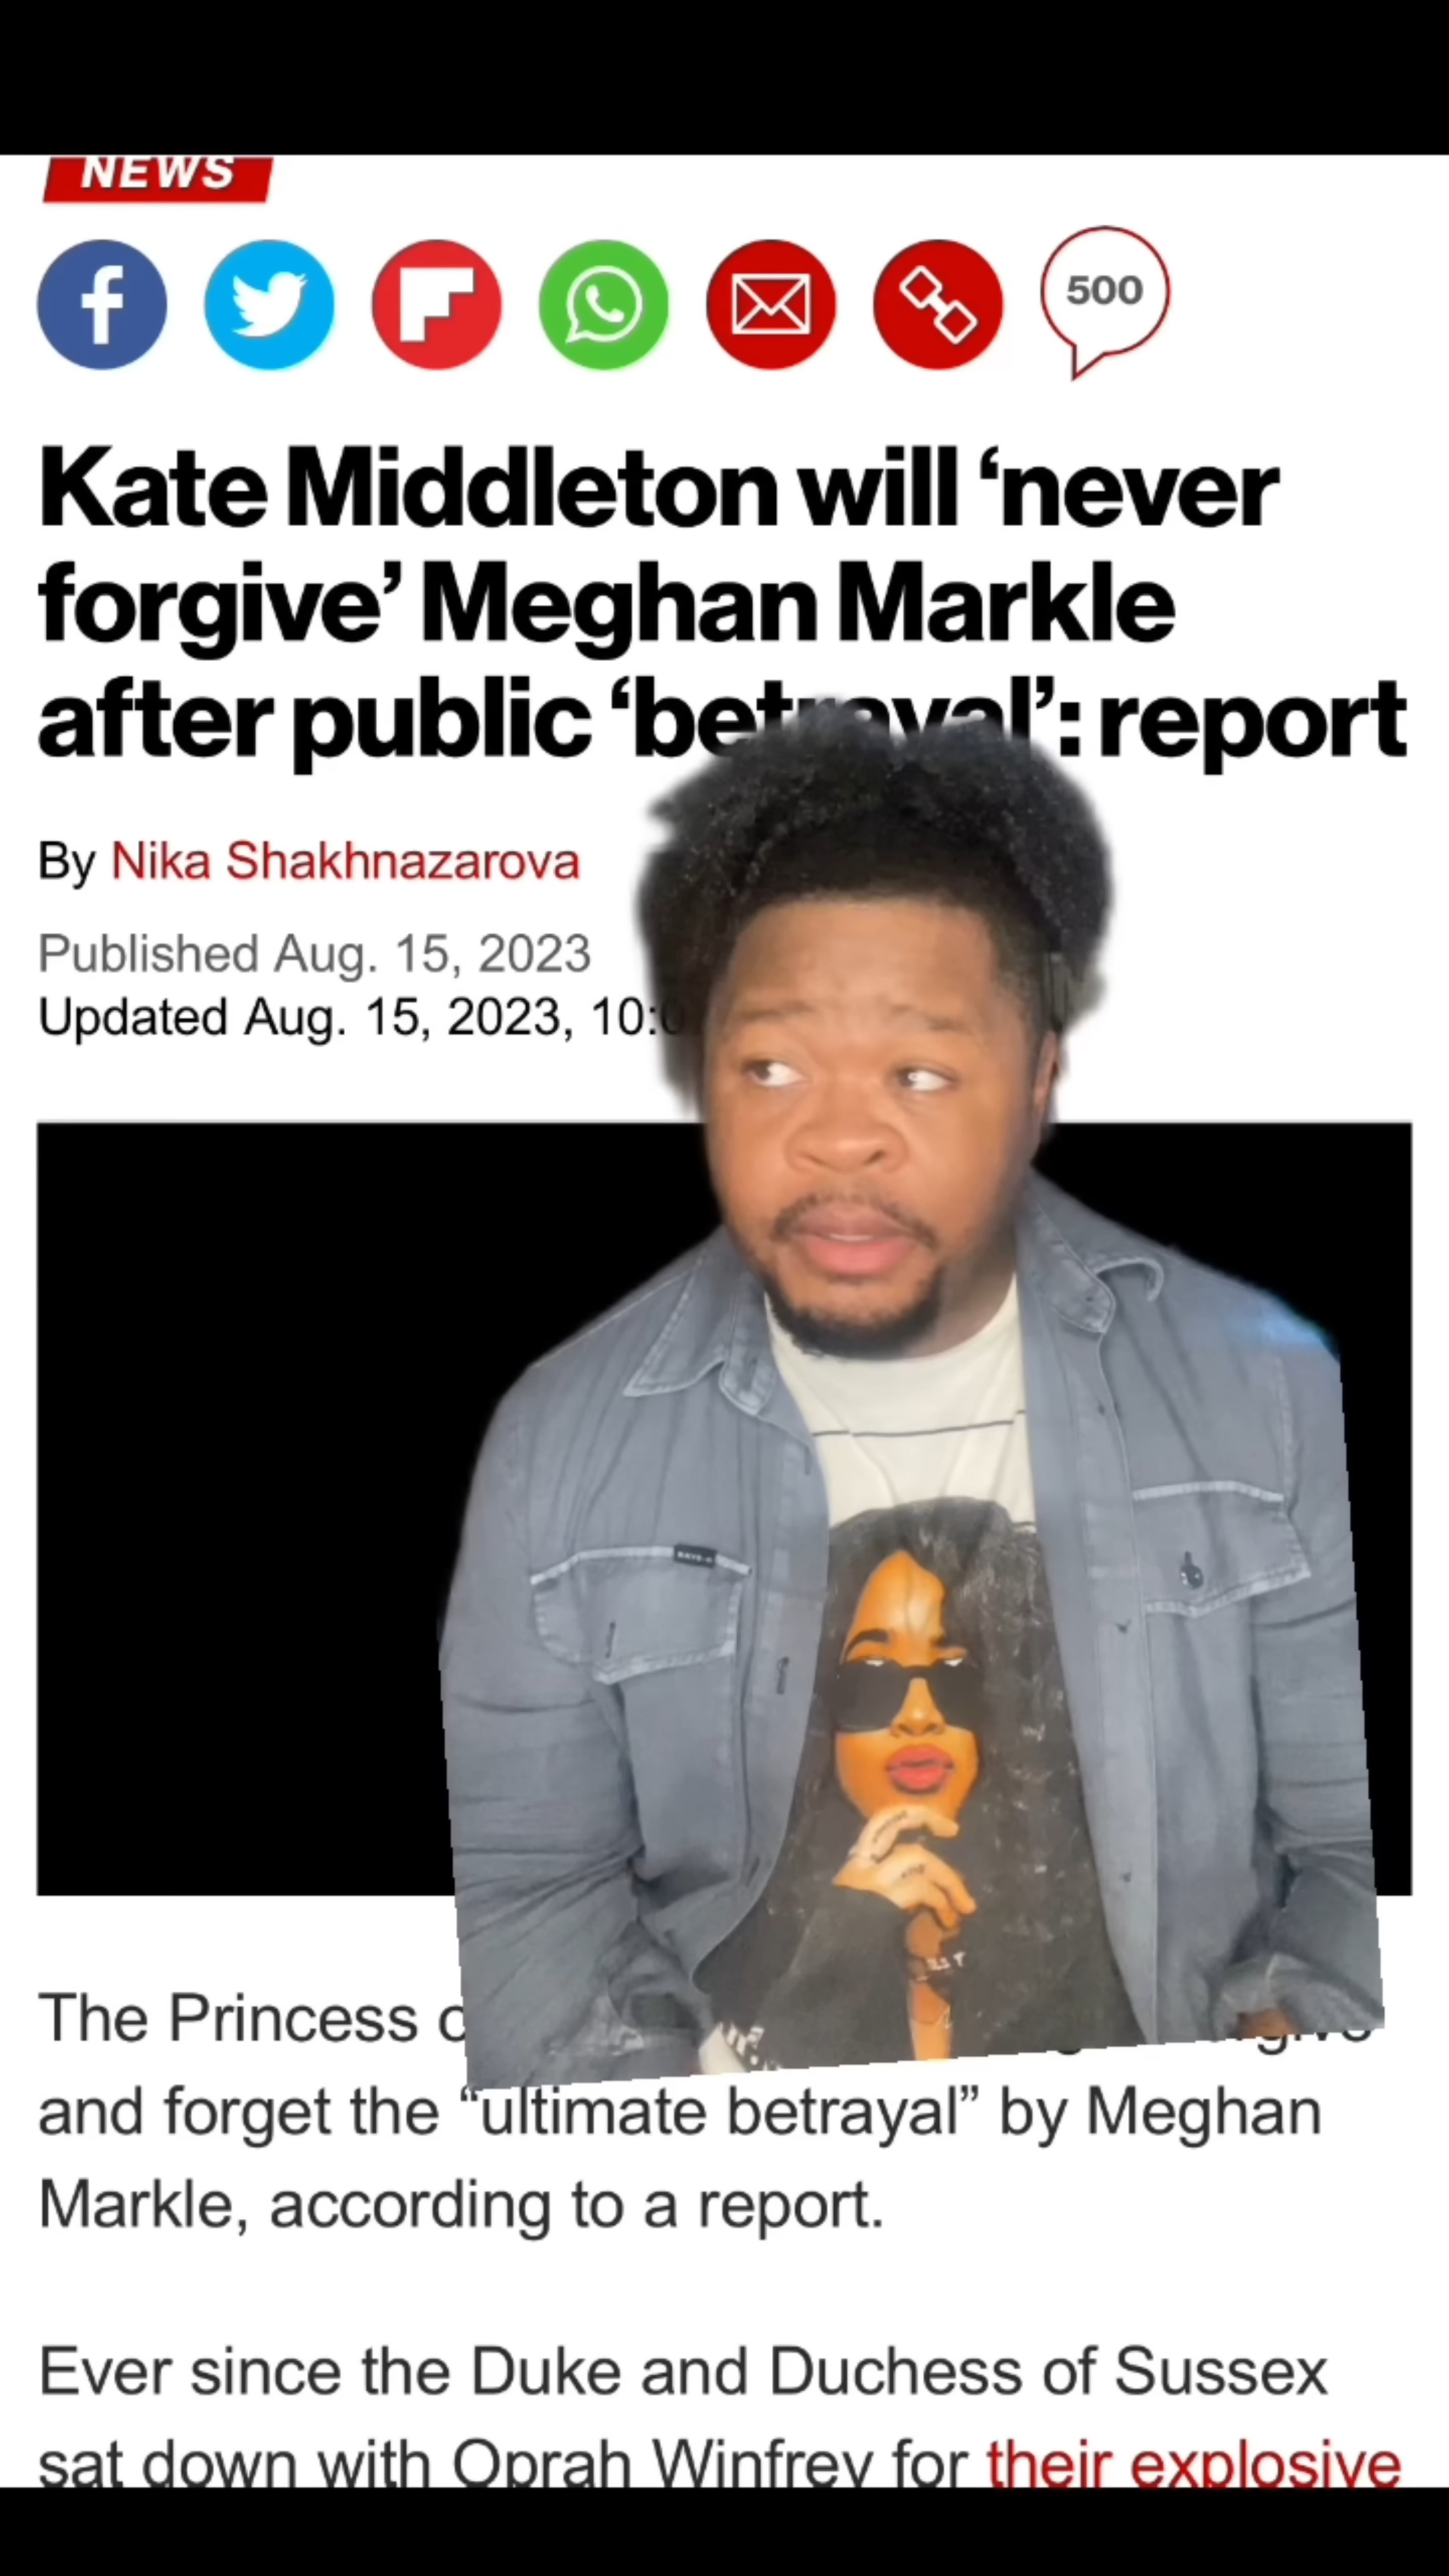 NEWS
500
Kate Middleton will ‘never
forgive’ Meghan Markle
after public ‘betrayal’: report
By Nika Shakhnazarova
Published Aug. 15, 2023
Updated Aug. 15, 2023, 10:
The Princess
and forget the “ultimate betrayal” by Meghan
Markle, according to a report.
Ever since the Duke and Duchess of Sussex
sat down with Oprah Winfrey for their explosive